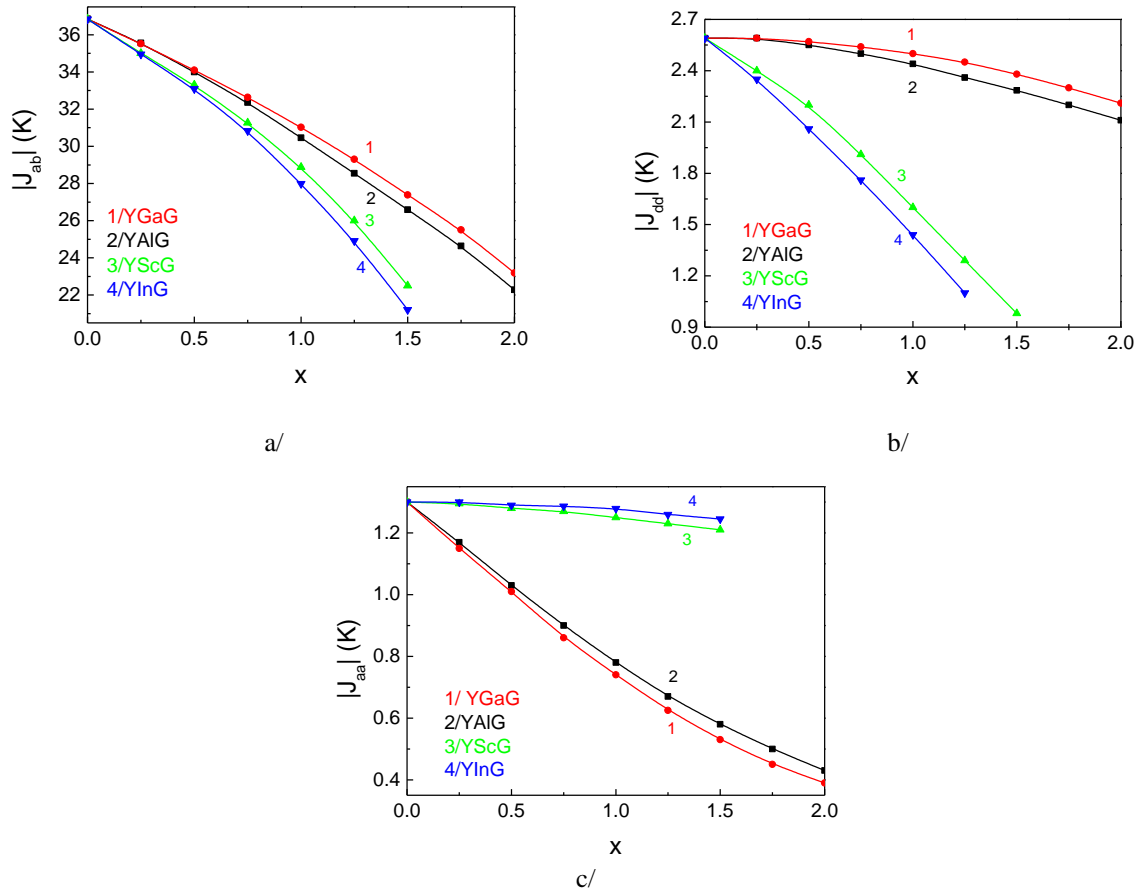 |J_ab| (K)
36
34
32
30
28
26
24
22
1
2
3
4
1/YGaG
2/YAlG
3/YScG
4/YInG
0.0 0.5 1.0 1.5 2.0
x
a/
|J_dd| (K)
2.7
2.4
2.1
1.8
1.5
1.2
0.9
1
2
3
4
1/YGaG
2/YAlG
3/YScG
4/YInG
0.0 0.5 1.0 1.5 2.0
x
b/
|J_aa| (K)
1.2
1.0
0.8
0.6
0.4
4
3
2
1
1/ YGaG
2/YAlG
3/YScG
4/YInG
0.0 0.5 1.0 1.5 2.0
x
c/